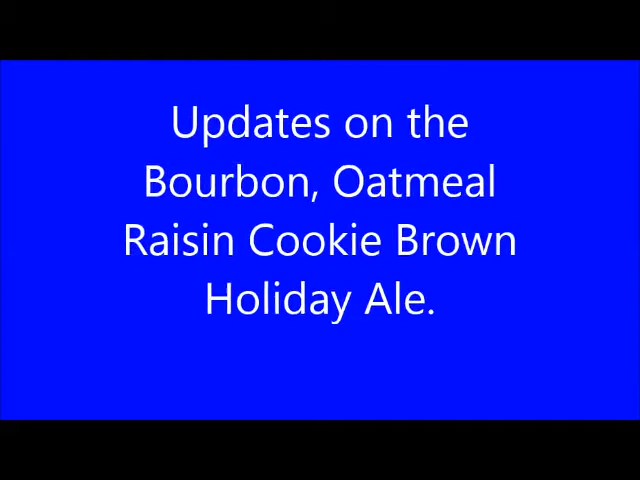 Updates on the
Bourbon, Oatmeal
Raisin Cookie Brown
Holiday Ale.